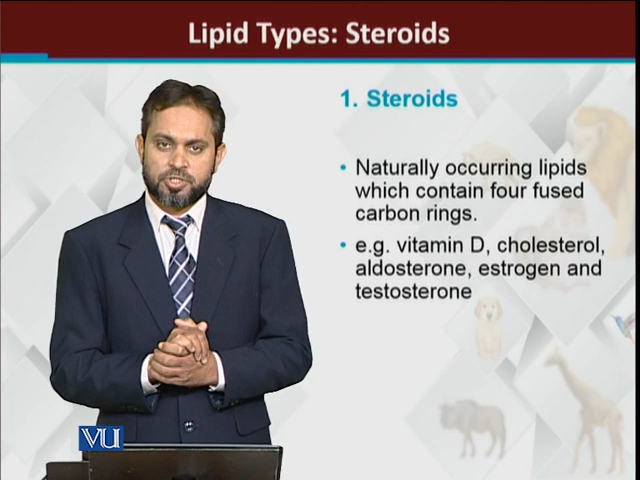 Lipid Types: Steroids
1. Steroids
• Naturally occurring lipids
which contain four fused
carbon rings.
• e.g. vitamin D, cholesterol,
aldosterone, estrogen and
testosterone
VU